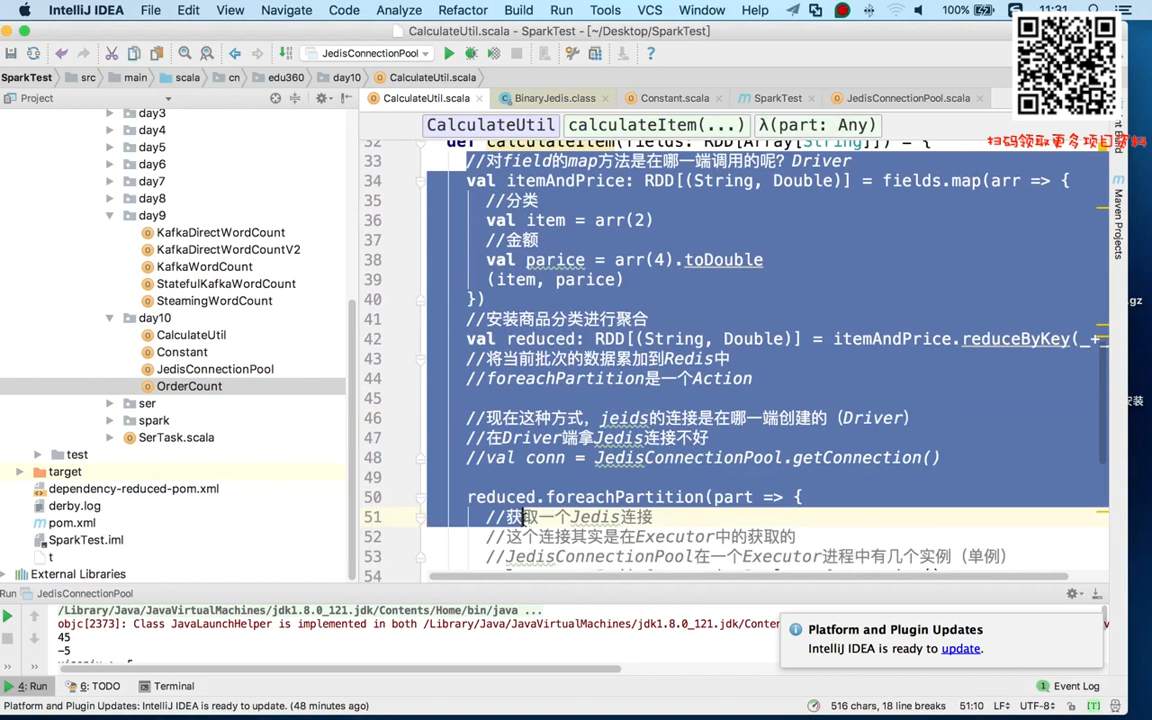 IntelliJ IDEA File Edit View Navigate Code Analyze Refactor Build Run Tools VCS Window Help 100% 11:31
CalculateUtil.scala - SparkTest - [~/Desktop/SparkTest]
JedisConnectionPool
SparkTest src main scala cn edu360 day10 CalculateUtil.scala
Project
CalculateUtil.scala BinaryJedis.class Constant.scala SparkTest JedisConnectionPool.scala
CalculateUtil calculateItem(...) λ(part: Any)
扫码领取更多项目资料
day3
day4
day5
day6
day7
day8
day9
KafkaDirectWordCount
KafkaDirectWordCountV2
KafkaWordCount
StatefulKafkaWordCount
SteamingWordCount
day10
CalculateUtil
Constant
JedisConnectionPool
OrderCount
ser
spark
SerTask.scala
test
target
dependency-reduced-pom.xml
derby.log
pom.xml
SparkTest.iml
t
External Libraries
32 def calculateItem(fields: RDD[Array[String]]) = {
33 //对field的map方法是在哪一端调用的呢？Driver
34 val itemAndPrice: RDD[(String, Double)] = fields.map(arr => {
35 //分类
36 val item = arr(2)
37 //金额
38 val parice = arr(4).toDouble
39 (item, parice)
40 })
41 //安装商品分类进行聚合
42 val reduced: RDD[(String, Double)] = itemAndPrice.reduceByKey(_+_
43 //将当前批次的数据累加到Redis中
44 //foreachPartition是一个Action
45
46 //现在这种方式，jeids的连接是在哪一端创建的（Driver）
47 //在Driver端拿Jedis连接不好
48 //val conn = JedisConnectionPool.getConnection()
49
50 reduced.foreachPartition(part => {
51 //获取一个Jedis连接
52 //这个连接其实是在Executor中的获取的
53 //JedisConnectionPool在一个Executor进程中有几个实例（单例）
54
Maven Projects
.gz
安装
Run JedisConnectionPool
/Library/Java/JavaVirtualMachines/jdk1.8.0_121.jdk/Contents/Home/bin/java ...
objc[2373]: Class JavaLaunchHelper is implemented in both /Library/Java/JavaVirtualMachines/jdk1.8.0_121.jdk/Conte
45
-5
Platform and Plugin Updates
IntelliJ IDEA is ready to update.
4: Run 6: TODO Terminal 1 Event Log
Platform and Plugin Updates: IntelliJ IDEA is ready to update. (48 minutes ago) 516 chars, 18 line breaks 51:10 LF UTF-8 [T]